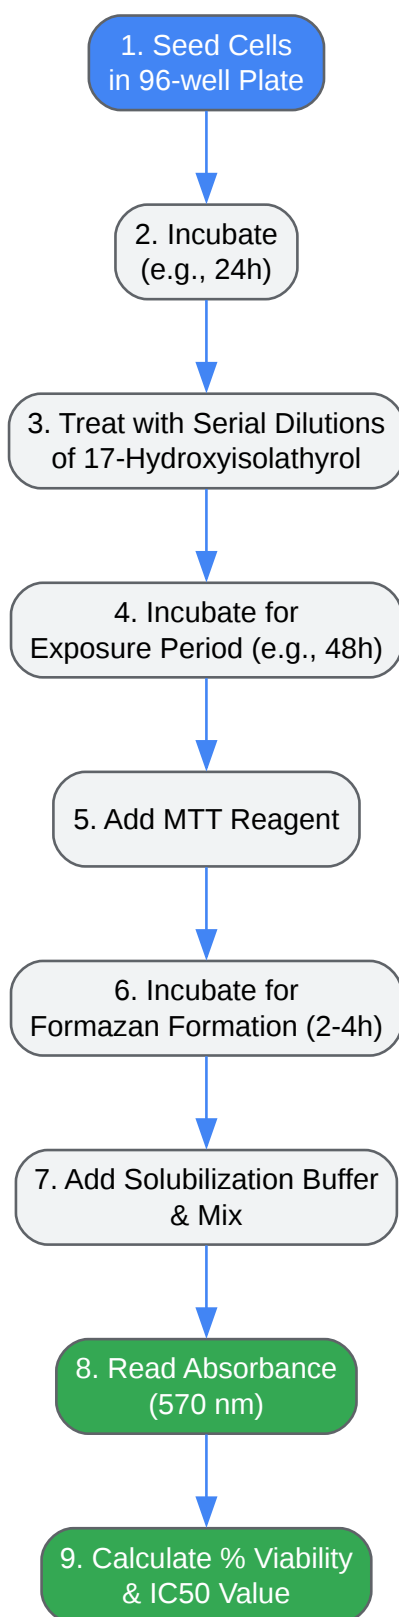 1. Seed Cells
in 96-well Plate
2. Incubate
(e.g., 24h)
3. Treat with Serial Dilutions
of 17-Hydroxyisolathyrol
4. Incubate for
Exposure Period (e.g., 48h)
5. Add MTT Reagent
6. Incubate for
Formazan Formation (2-4h)
7. Add Solubilization Buffer
& Mix
8. Read Absorbance
(570 nm)
9. Calculate % Viability
& IC50 Value